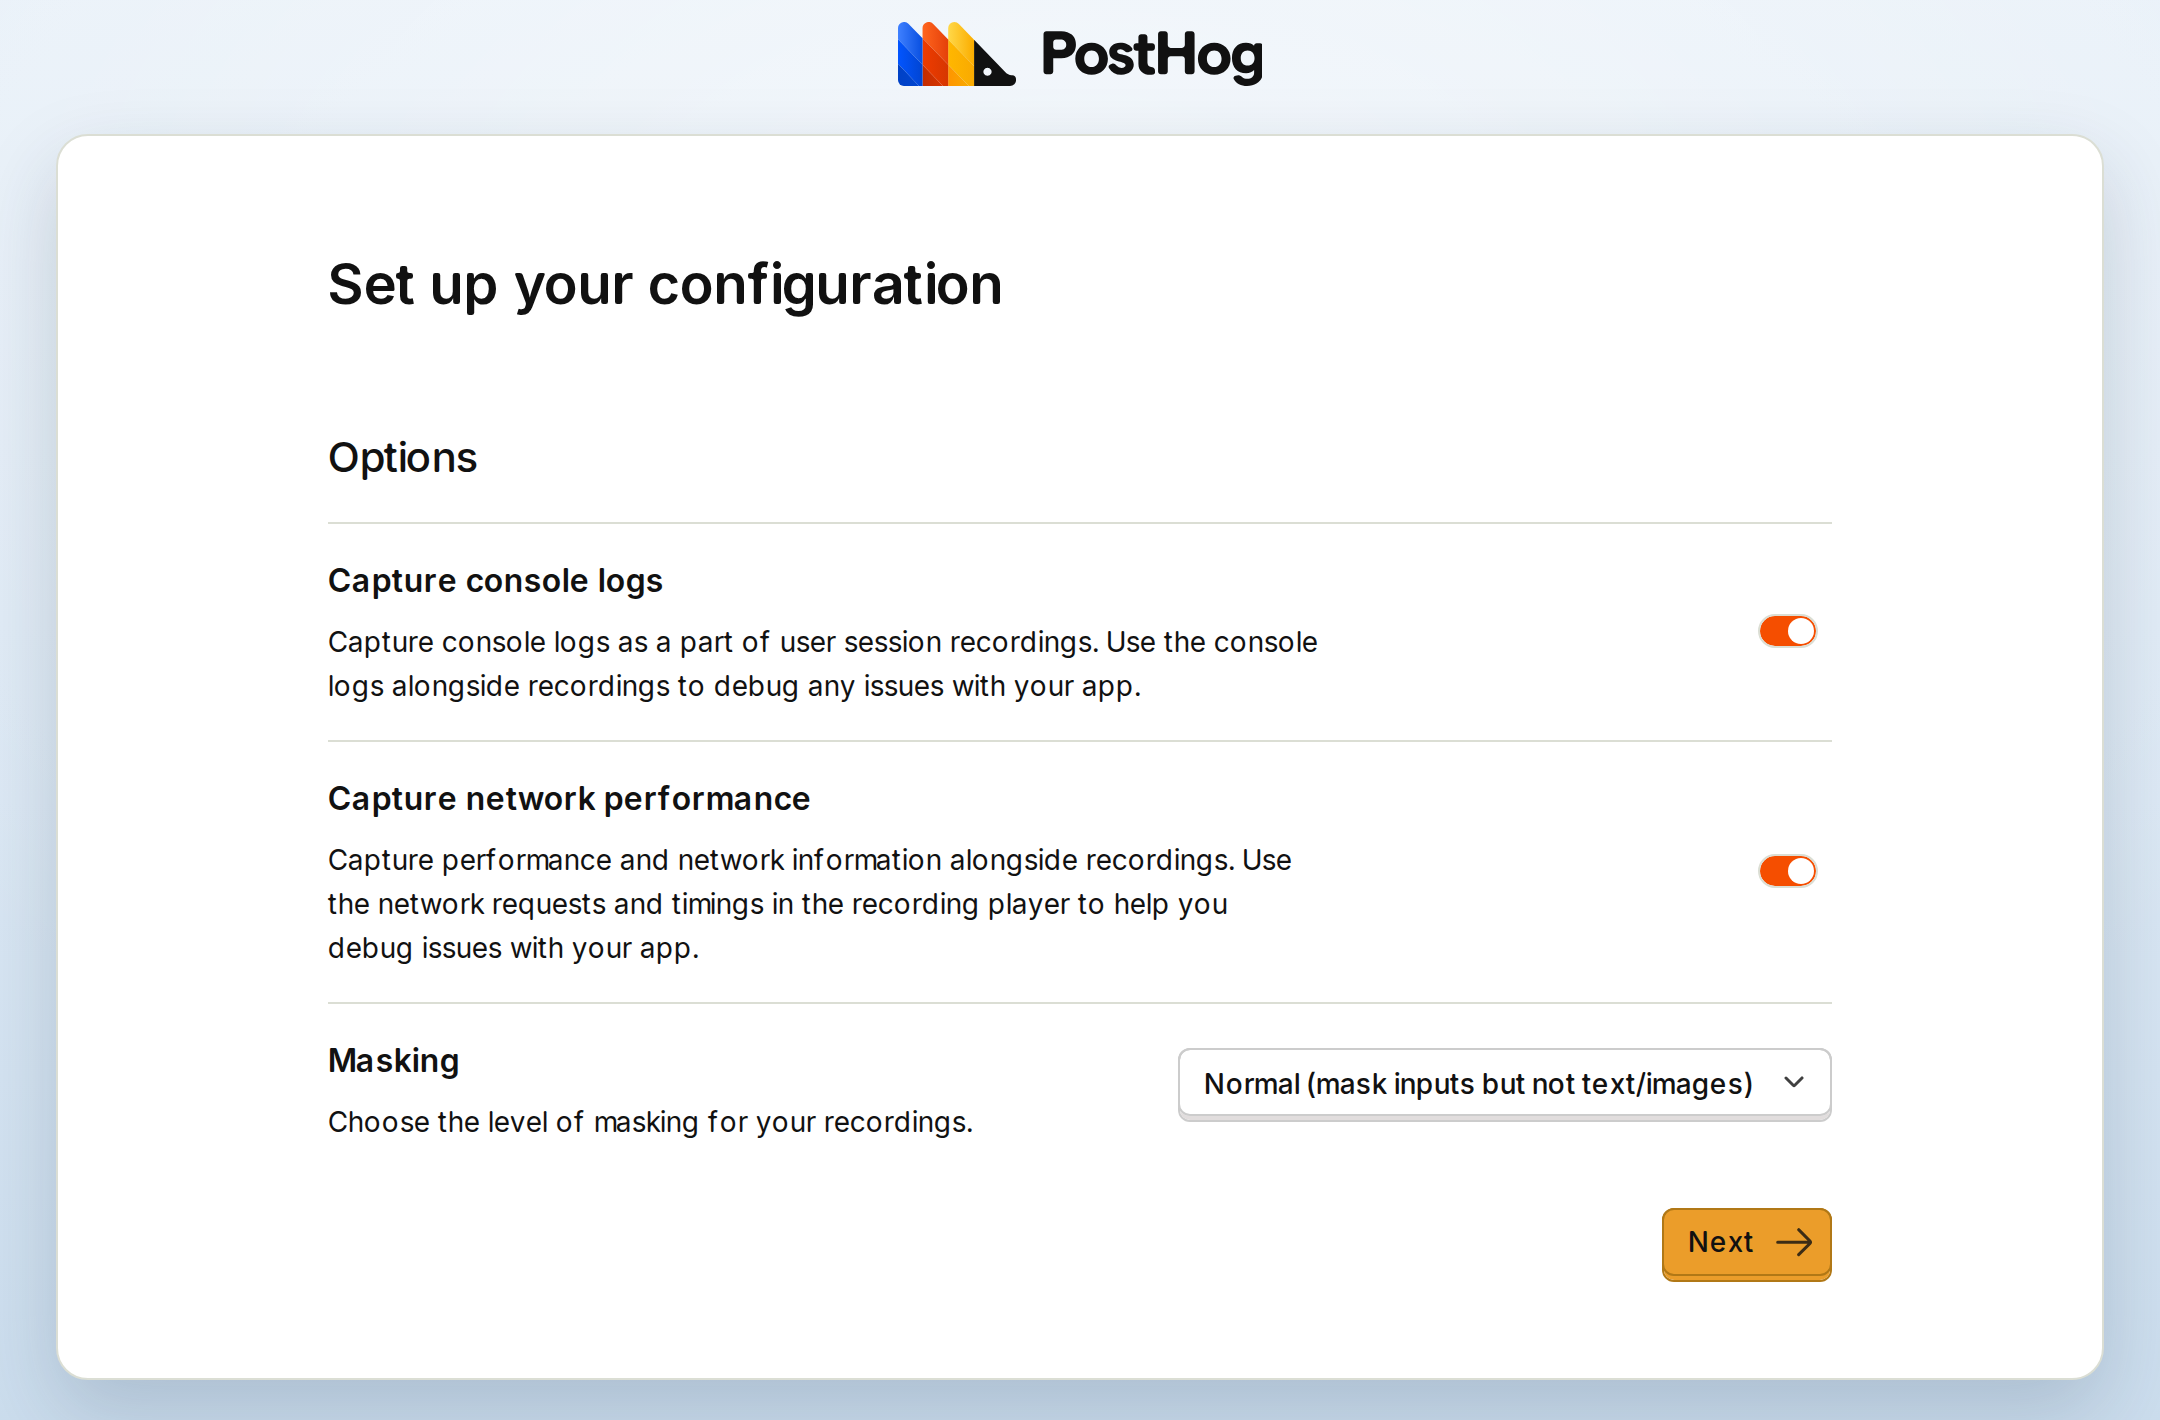 PostHog
Set up your configuration
Options
Capture console logs
Capture console logs as a part of user session recordings. Use the console
logs alongside recordings to debug any issues with your app.
Capture network performance
Capture performance and network information alongside recordings. Use
the network requests and timings in the recording player to help you
debug issues with your app.
Masking
Normal (mask inputs but not text/images)
Choose the level of masking for your recordings.
Next